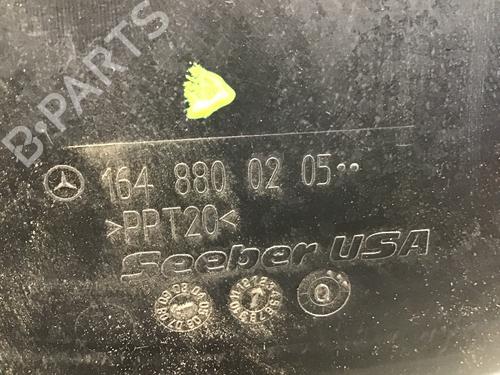 B-PARTS
164 880 02 05··
>PPT20<
Seeber USA